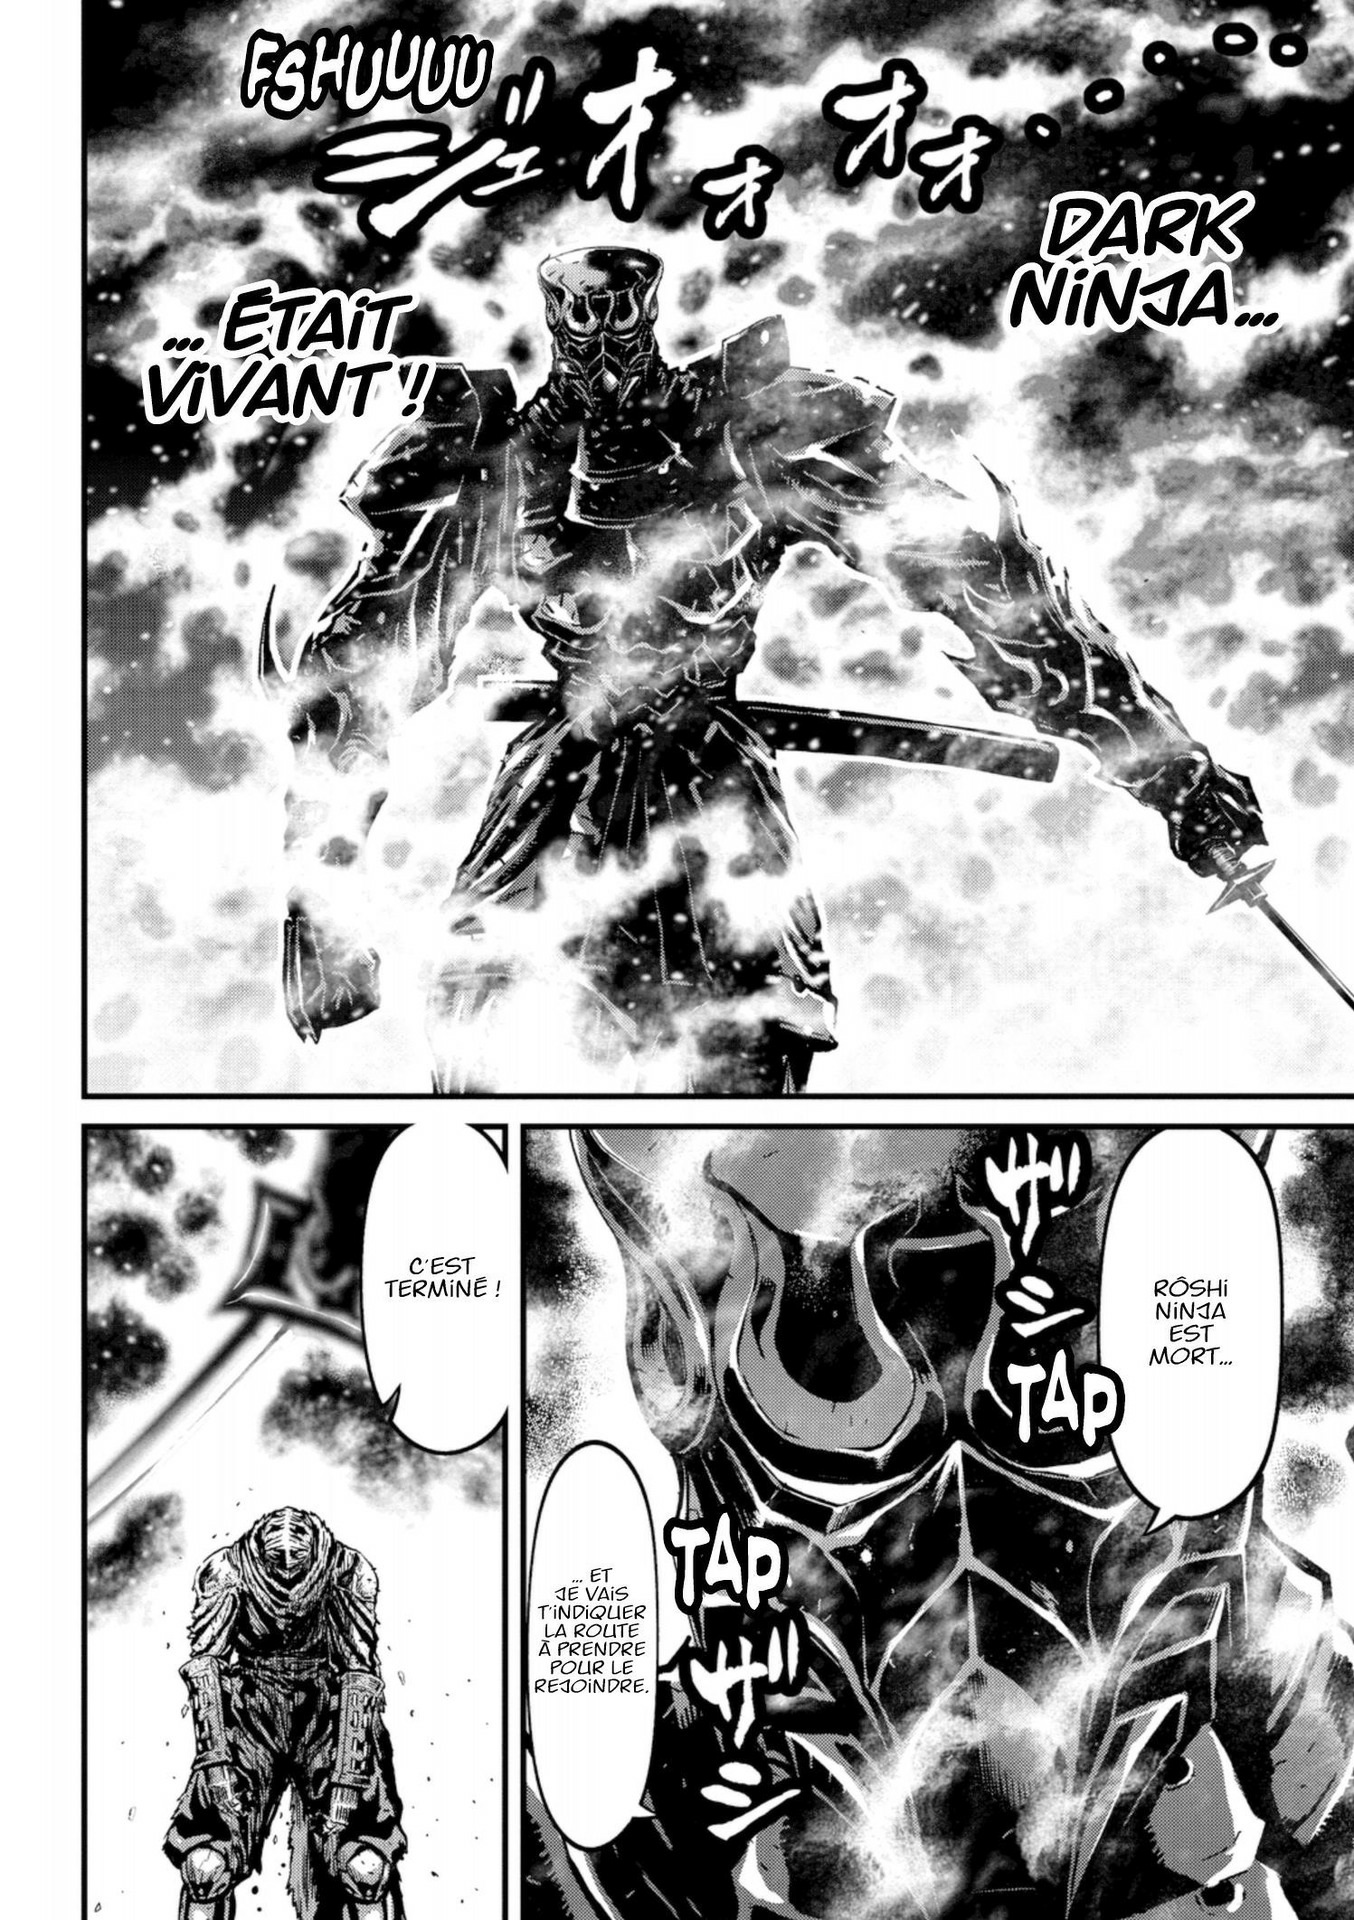 FSHUUUU
ジュオォオォ...
DARK
NINJA...
... ÉTAIT
VIVANT !
ザシ
TAP
RÔSHI
NINJA
EST
MORT...
TAP
ザシ
... ET
JE VAIS
T'INDIQUER
LA ROUTE
À PRENDRE
POUR LE
REJOINDRE.
C'EST
TERMINÉ !